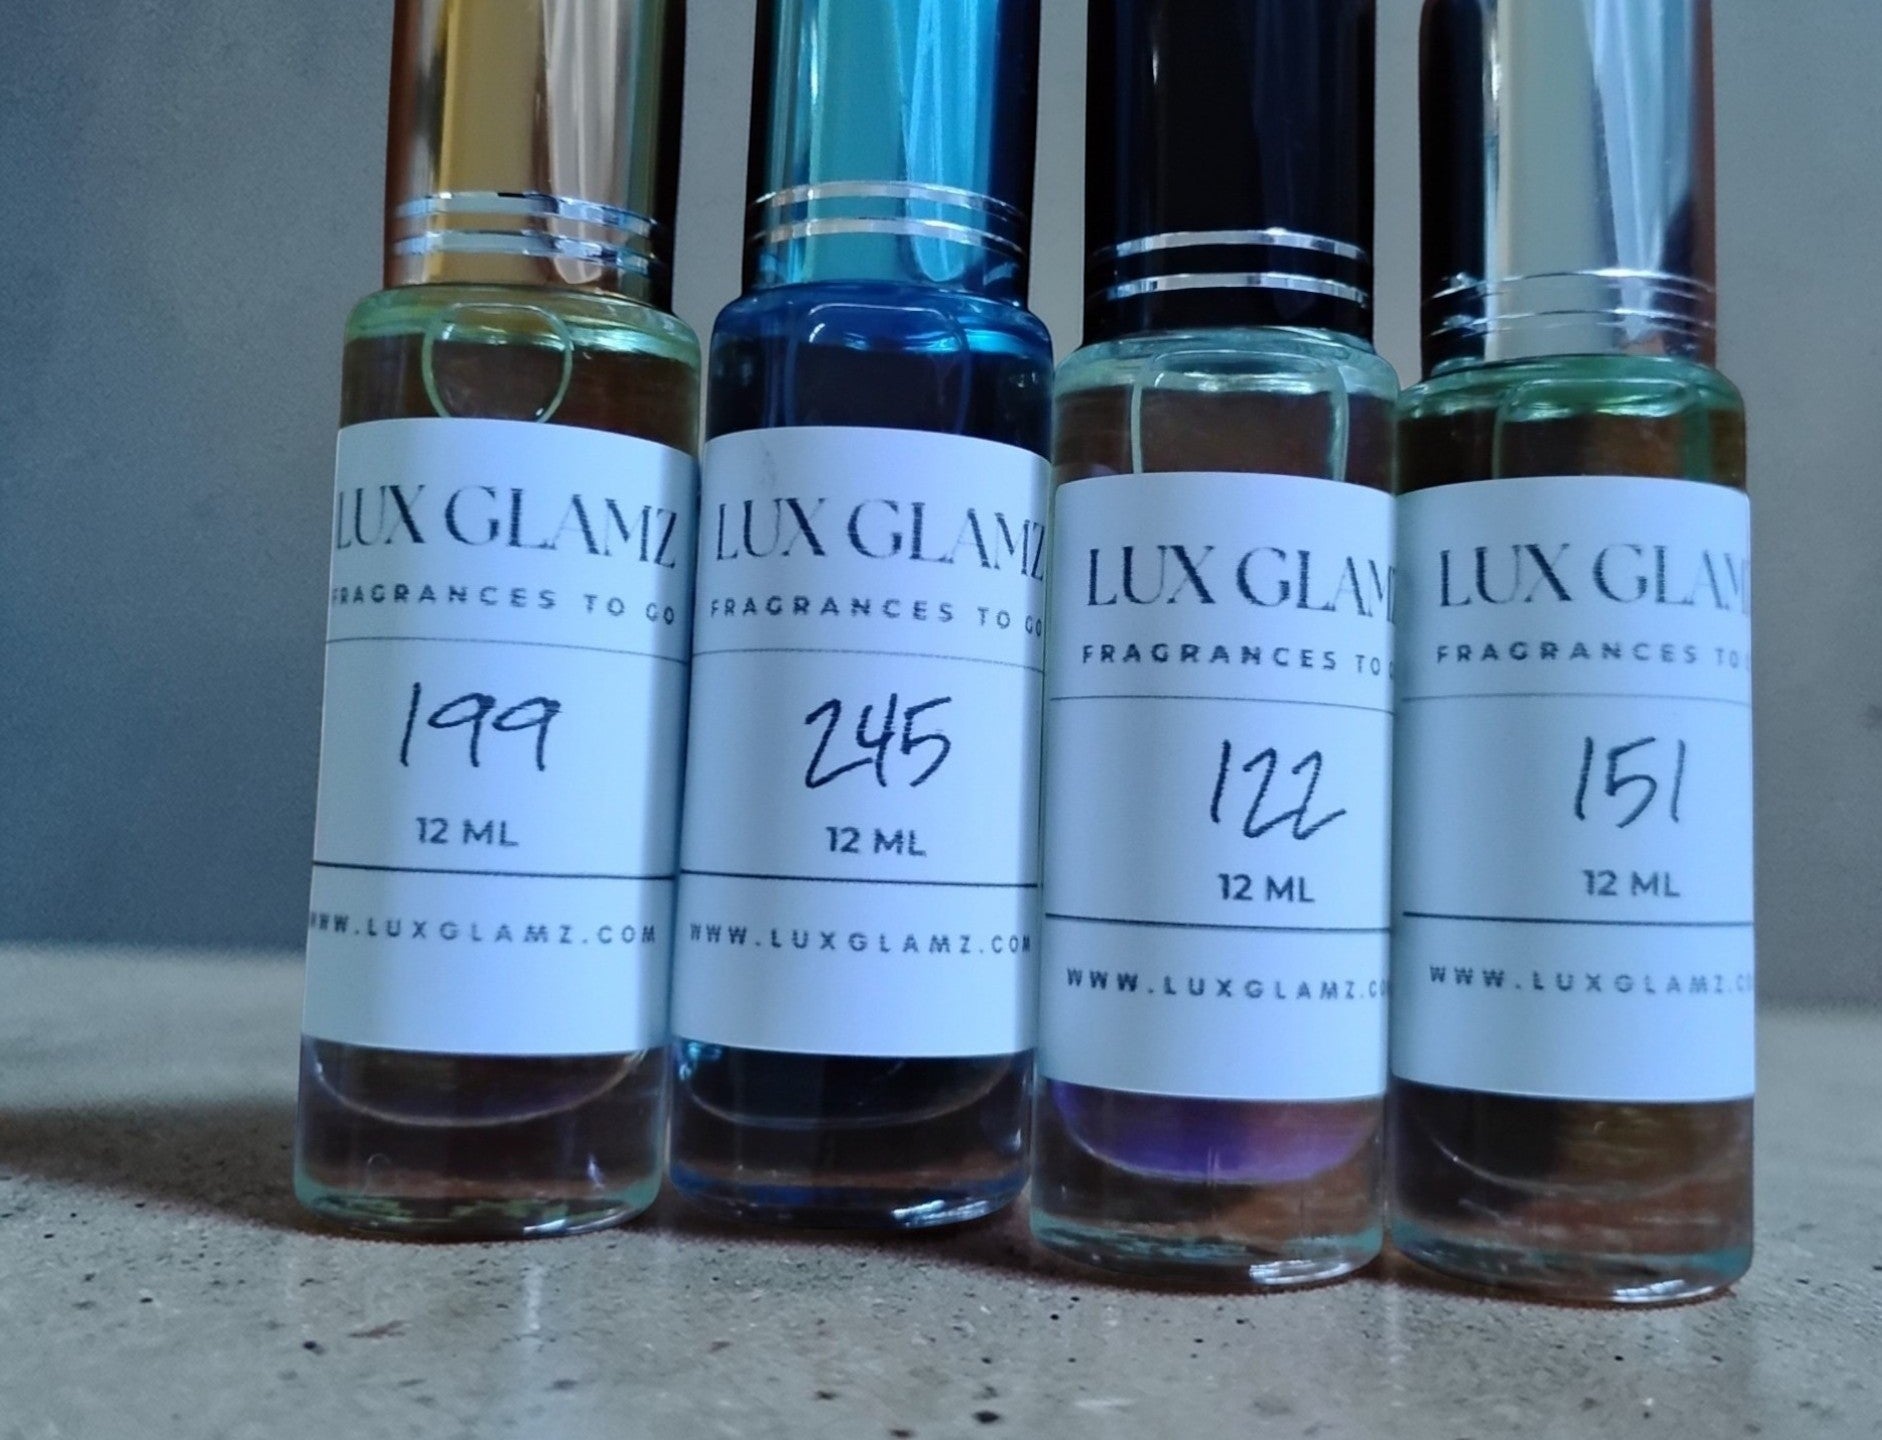 LUX GLAMZ
FRAGRANCES TO GO
199
12 ML
WWW.LUXGLAMZ.COM
LUX GLAMZ
FRAGRANCES TO GO
245
12 ML
WWW.LUXGLAMZ.COM
LUX GLAMZ
FRAGRANCES TO G
122
12 ML
WWW.LUXGLAMZ.CO
LUX GLAM
FRAGRANCES TO
151
12 ML
WWW.LUXGLAMZ.CO